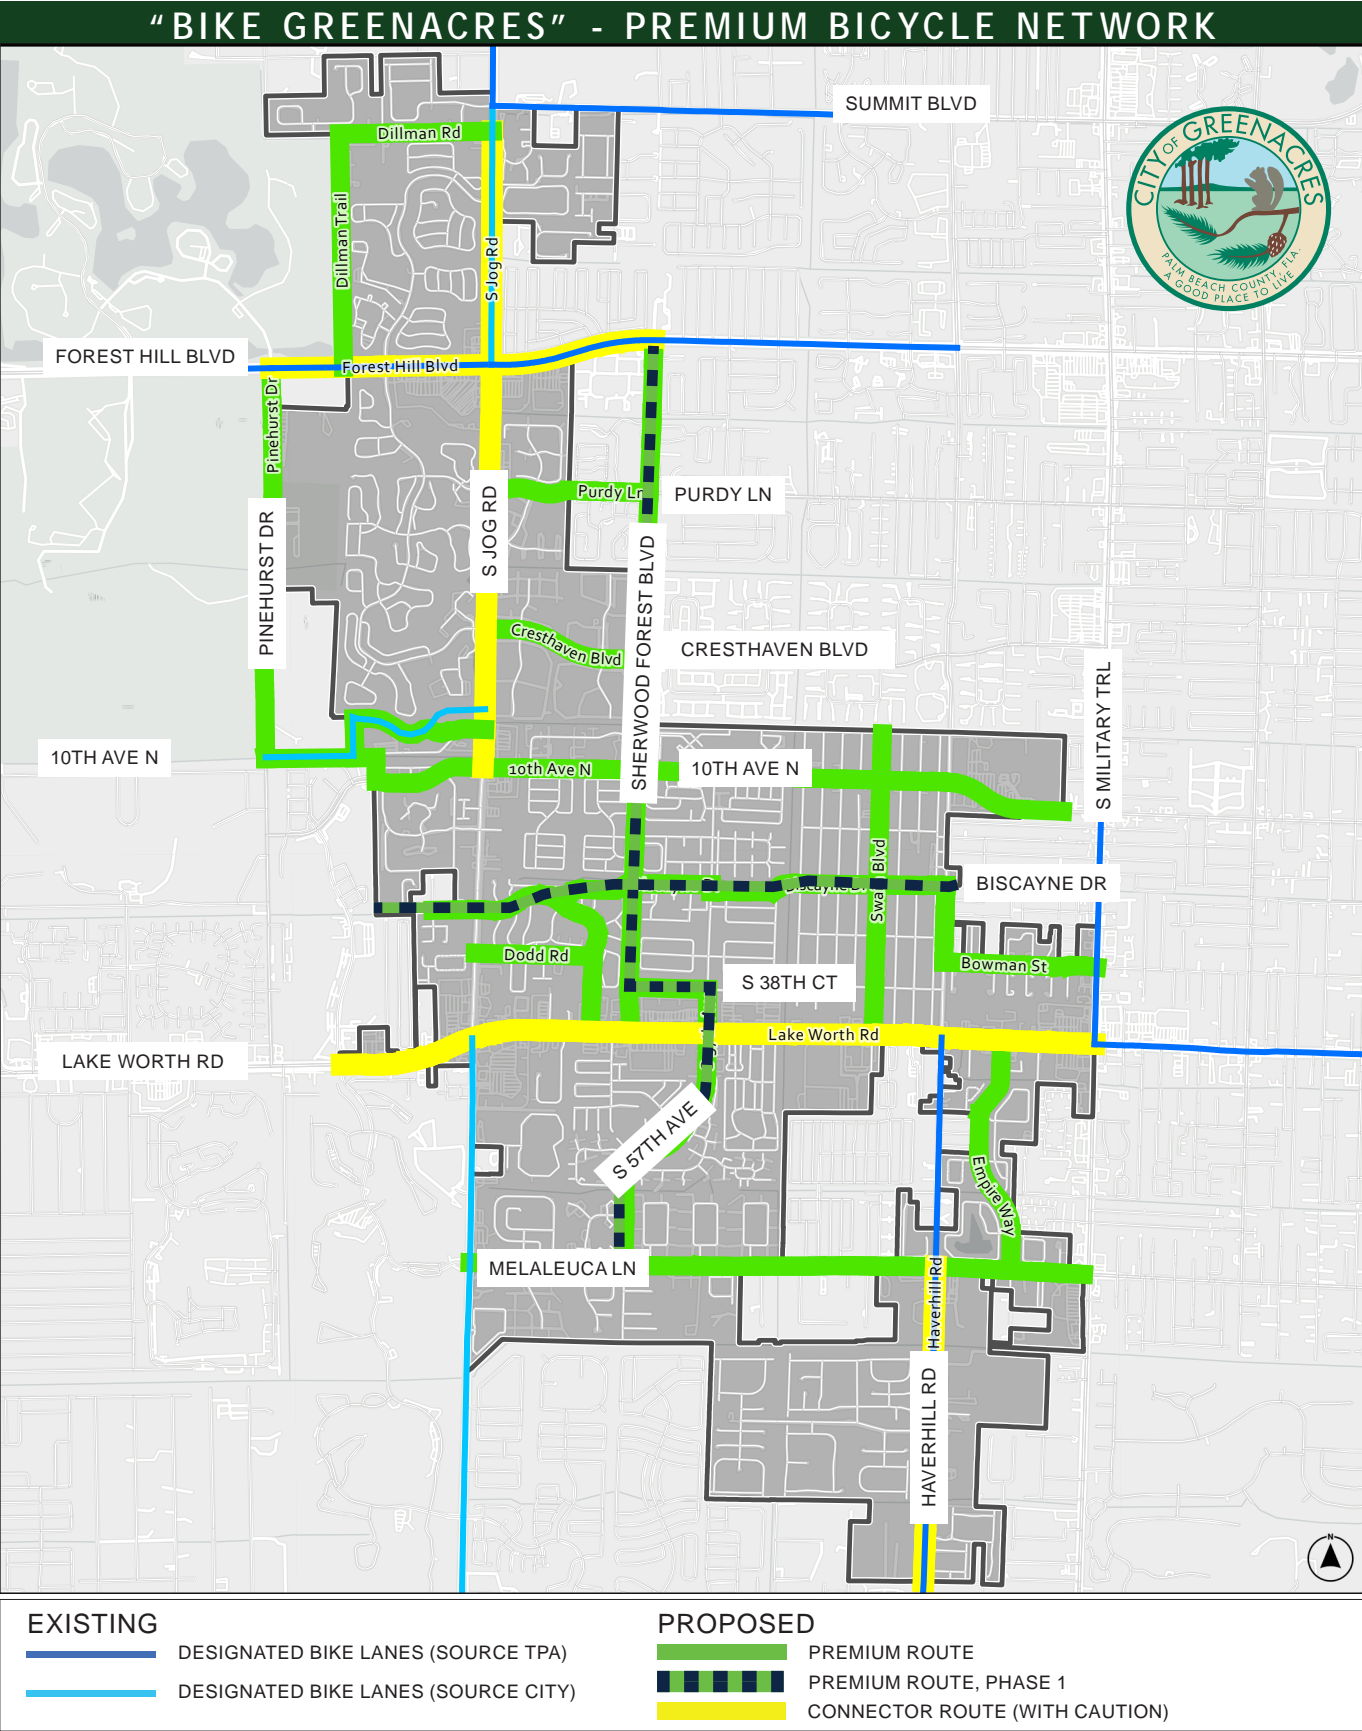 “BIKE GREENACRES” - PREMIUM BICYCLE NETWORK
SUMMIT BLVD
CITY OF GREENACRES
PALM BEACH COUNTY, FLA.
A GOOD PLACE TO LIVE
Dillman Rd
Dillman Trail
S Jog Rd
FOREST HILL BLVD
Forest Hill Blvd
Pinehurst Dr
Purdy Ln
PURDY LN
S JOG RD
PINEHURST DR
SHERWOOD FOREST BLVD
Cresthaven Blvd
CRESTHAVEN BLVD
S MILITARY TRL
10TH AVE N
10th Ave N
10TH AVE N
Swain Blvd
Biscayne Dr
BISCAYNE DR
Dodd Rd
Bowman St
S 38TH CT
Lake Worth Rd
LAKE WORTH RD
S 57TH AVE
Empire Way
MELALEUCA LN
Haverhill Rd
HAVERHILL RD
N
EXISTING
DESIGNATED BIKE LANES (SOURCE TPA)
DESIGNATED BIKE LANES (SOURCE CITY)
PROPOSED
PREMIUM ROUTE
PREMIUM ROUTE, PHASE 1
CONNECTOR ROUTE (WITH CAUTION)